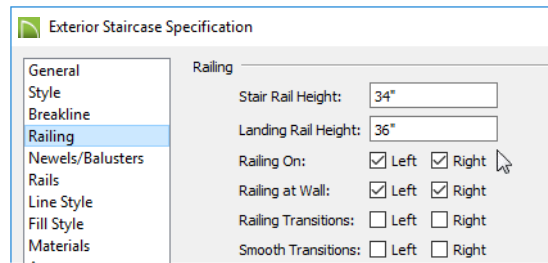 Exterior Staircase Specification
General
Style
Breakline
Railing
Newels/Balusters
Rails
Line Style
Fill Style
Materials
Railing
Stair Rail Height: 34"
Landing Rail Height: 36"
Railing On: Left Right
Railing at Wall: Left Right
Railing Transitions: Left Right
Smooth Transitions: Left Right